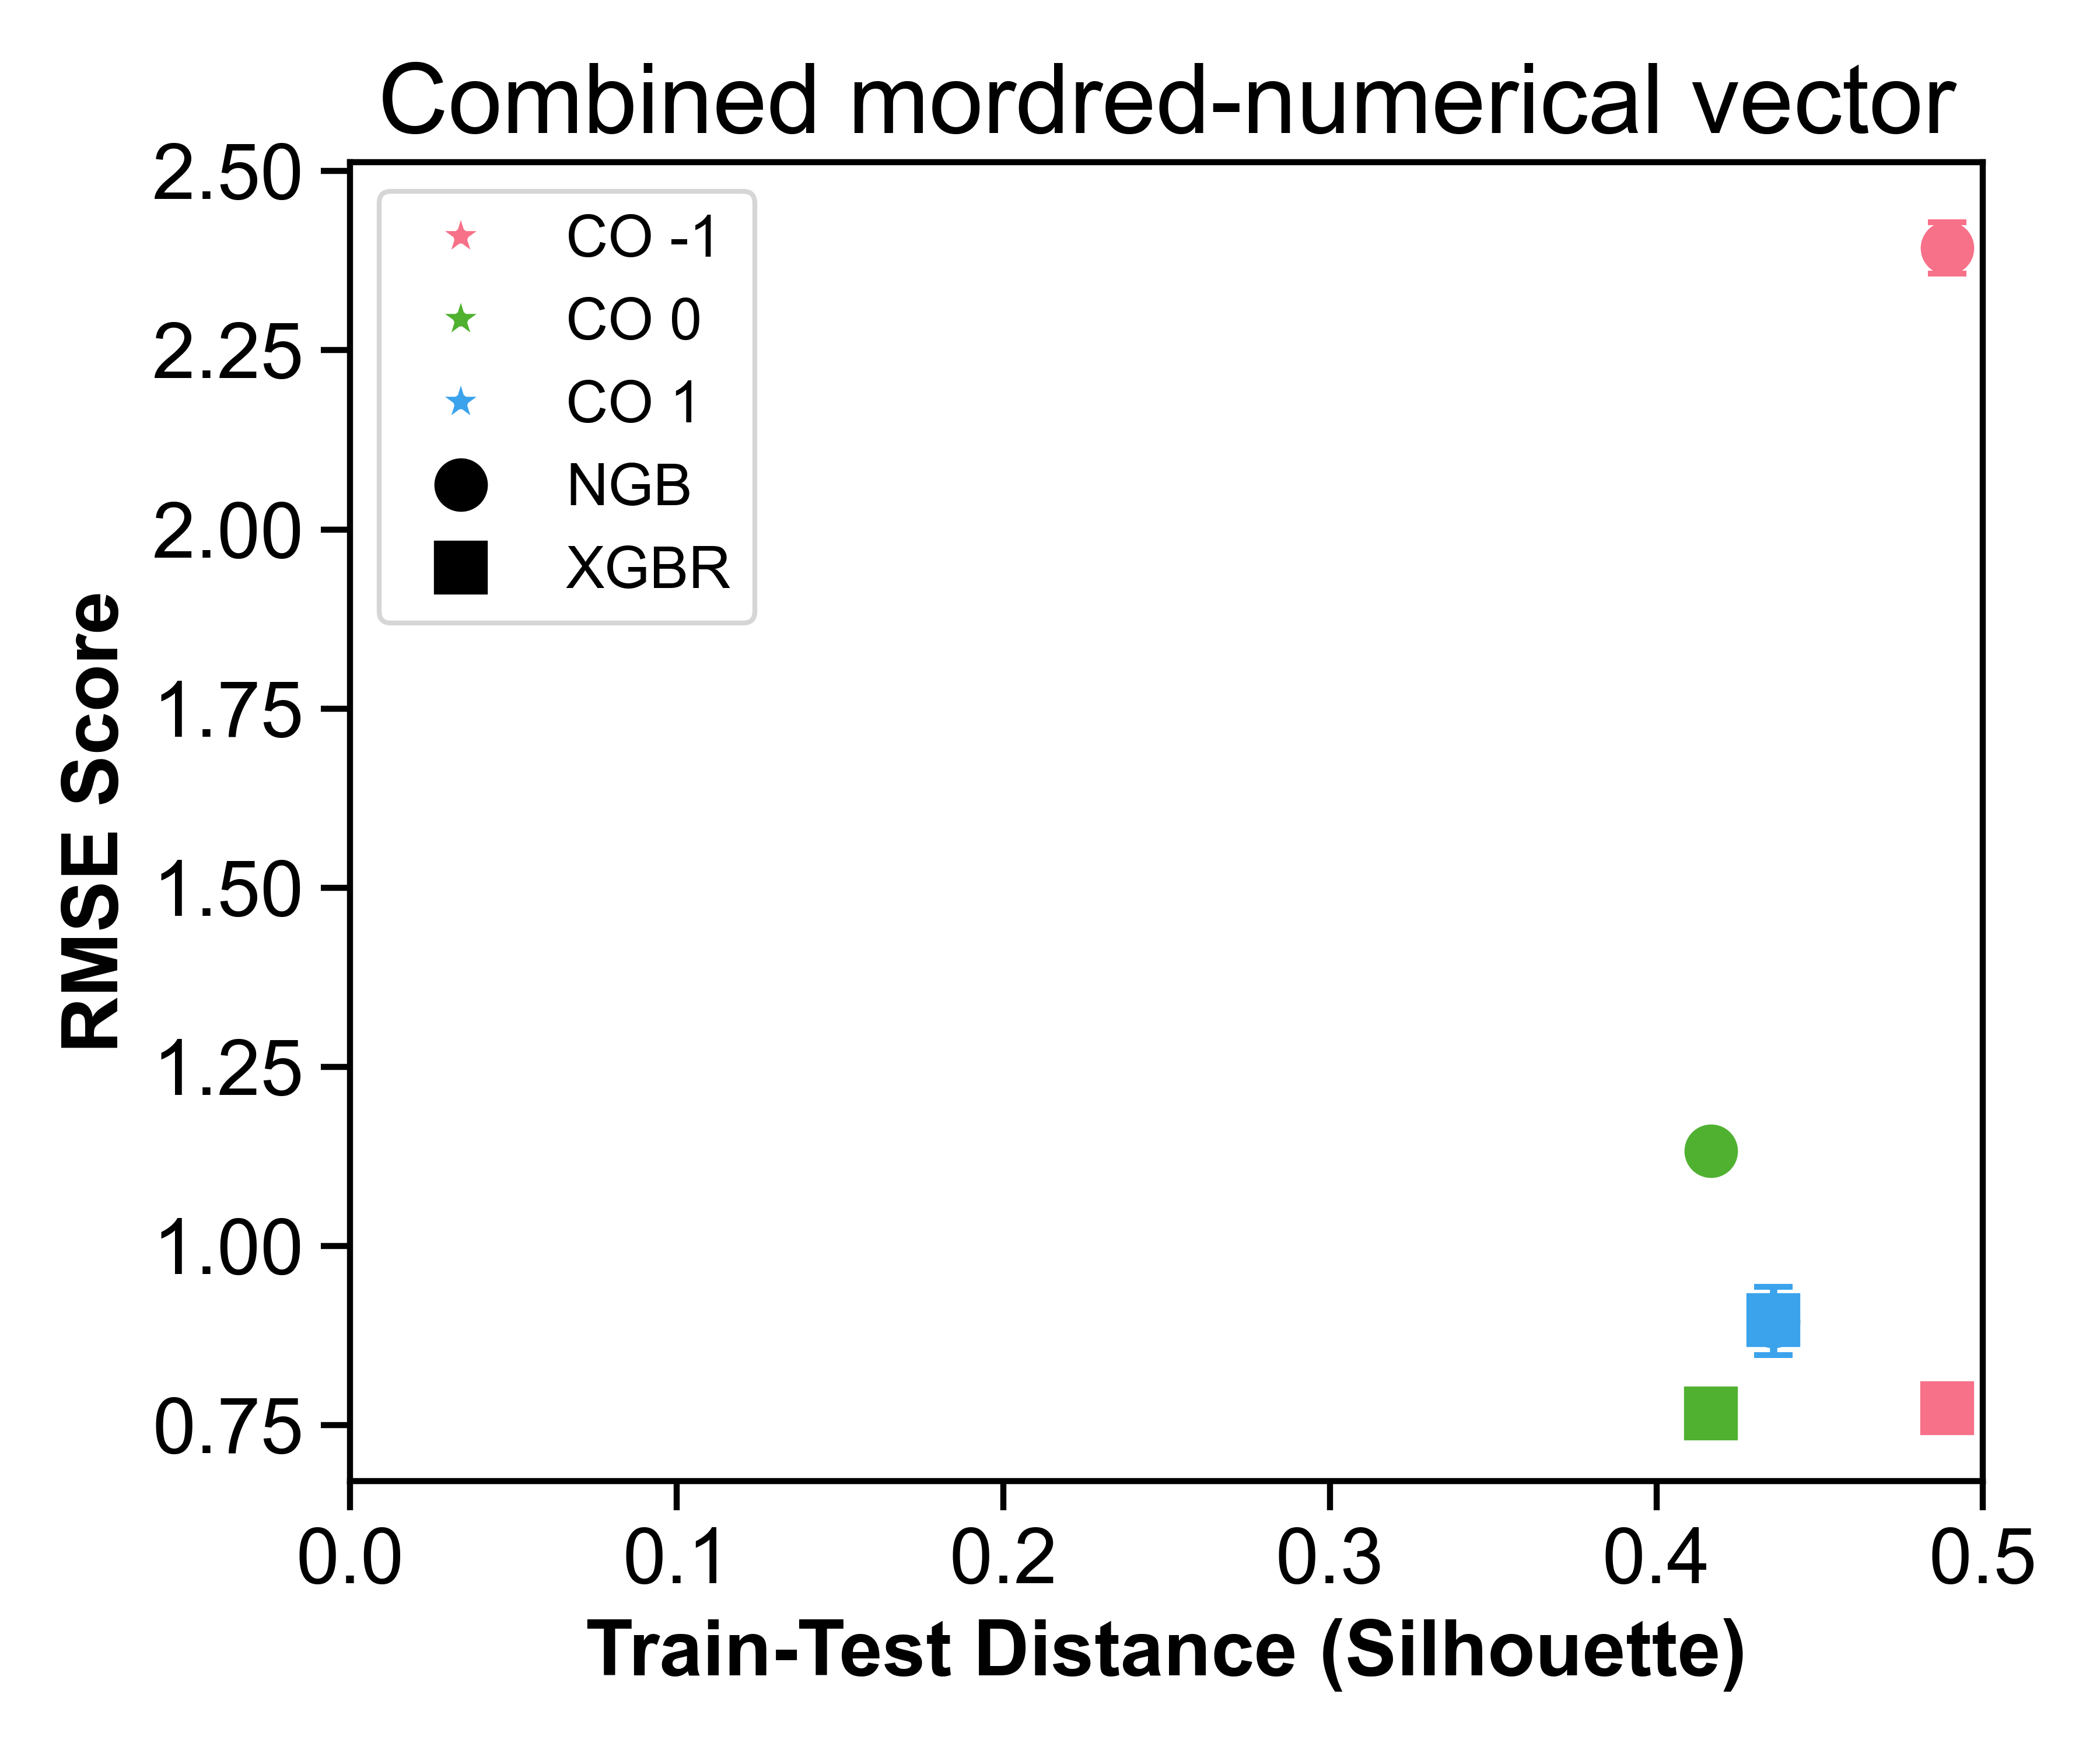 Combined mordred-numerical vector
2.50
2.25
2.00
1.75
1.50
1.25
1.00
0.75
RMSE Score
CO -1
CO 0
CO 1
NGB
XGBR
0.0 0.1 0.2 0.3 0.4 0.5
Train-Test Distance (Silhouette)